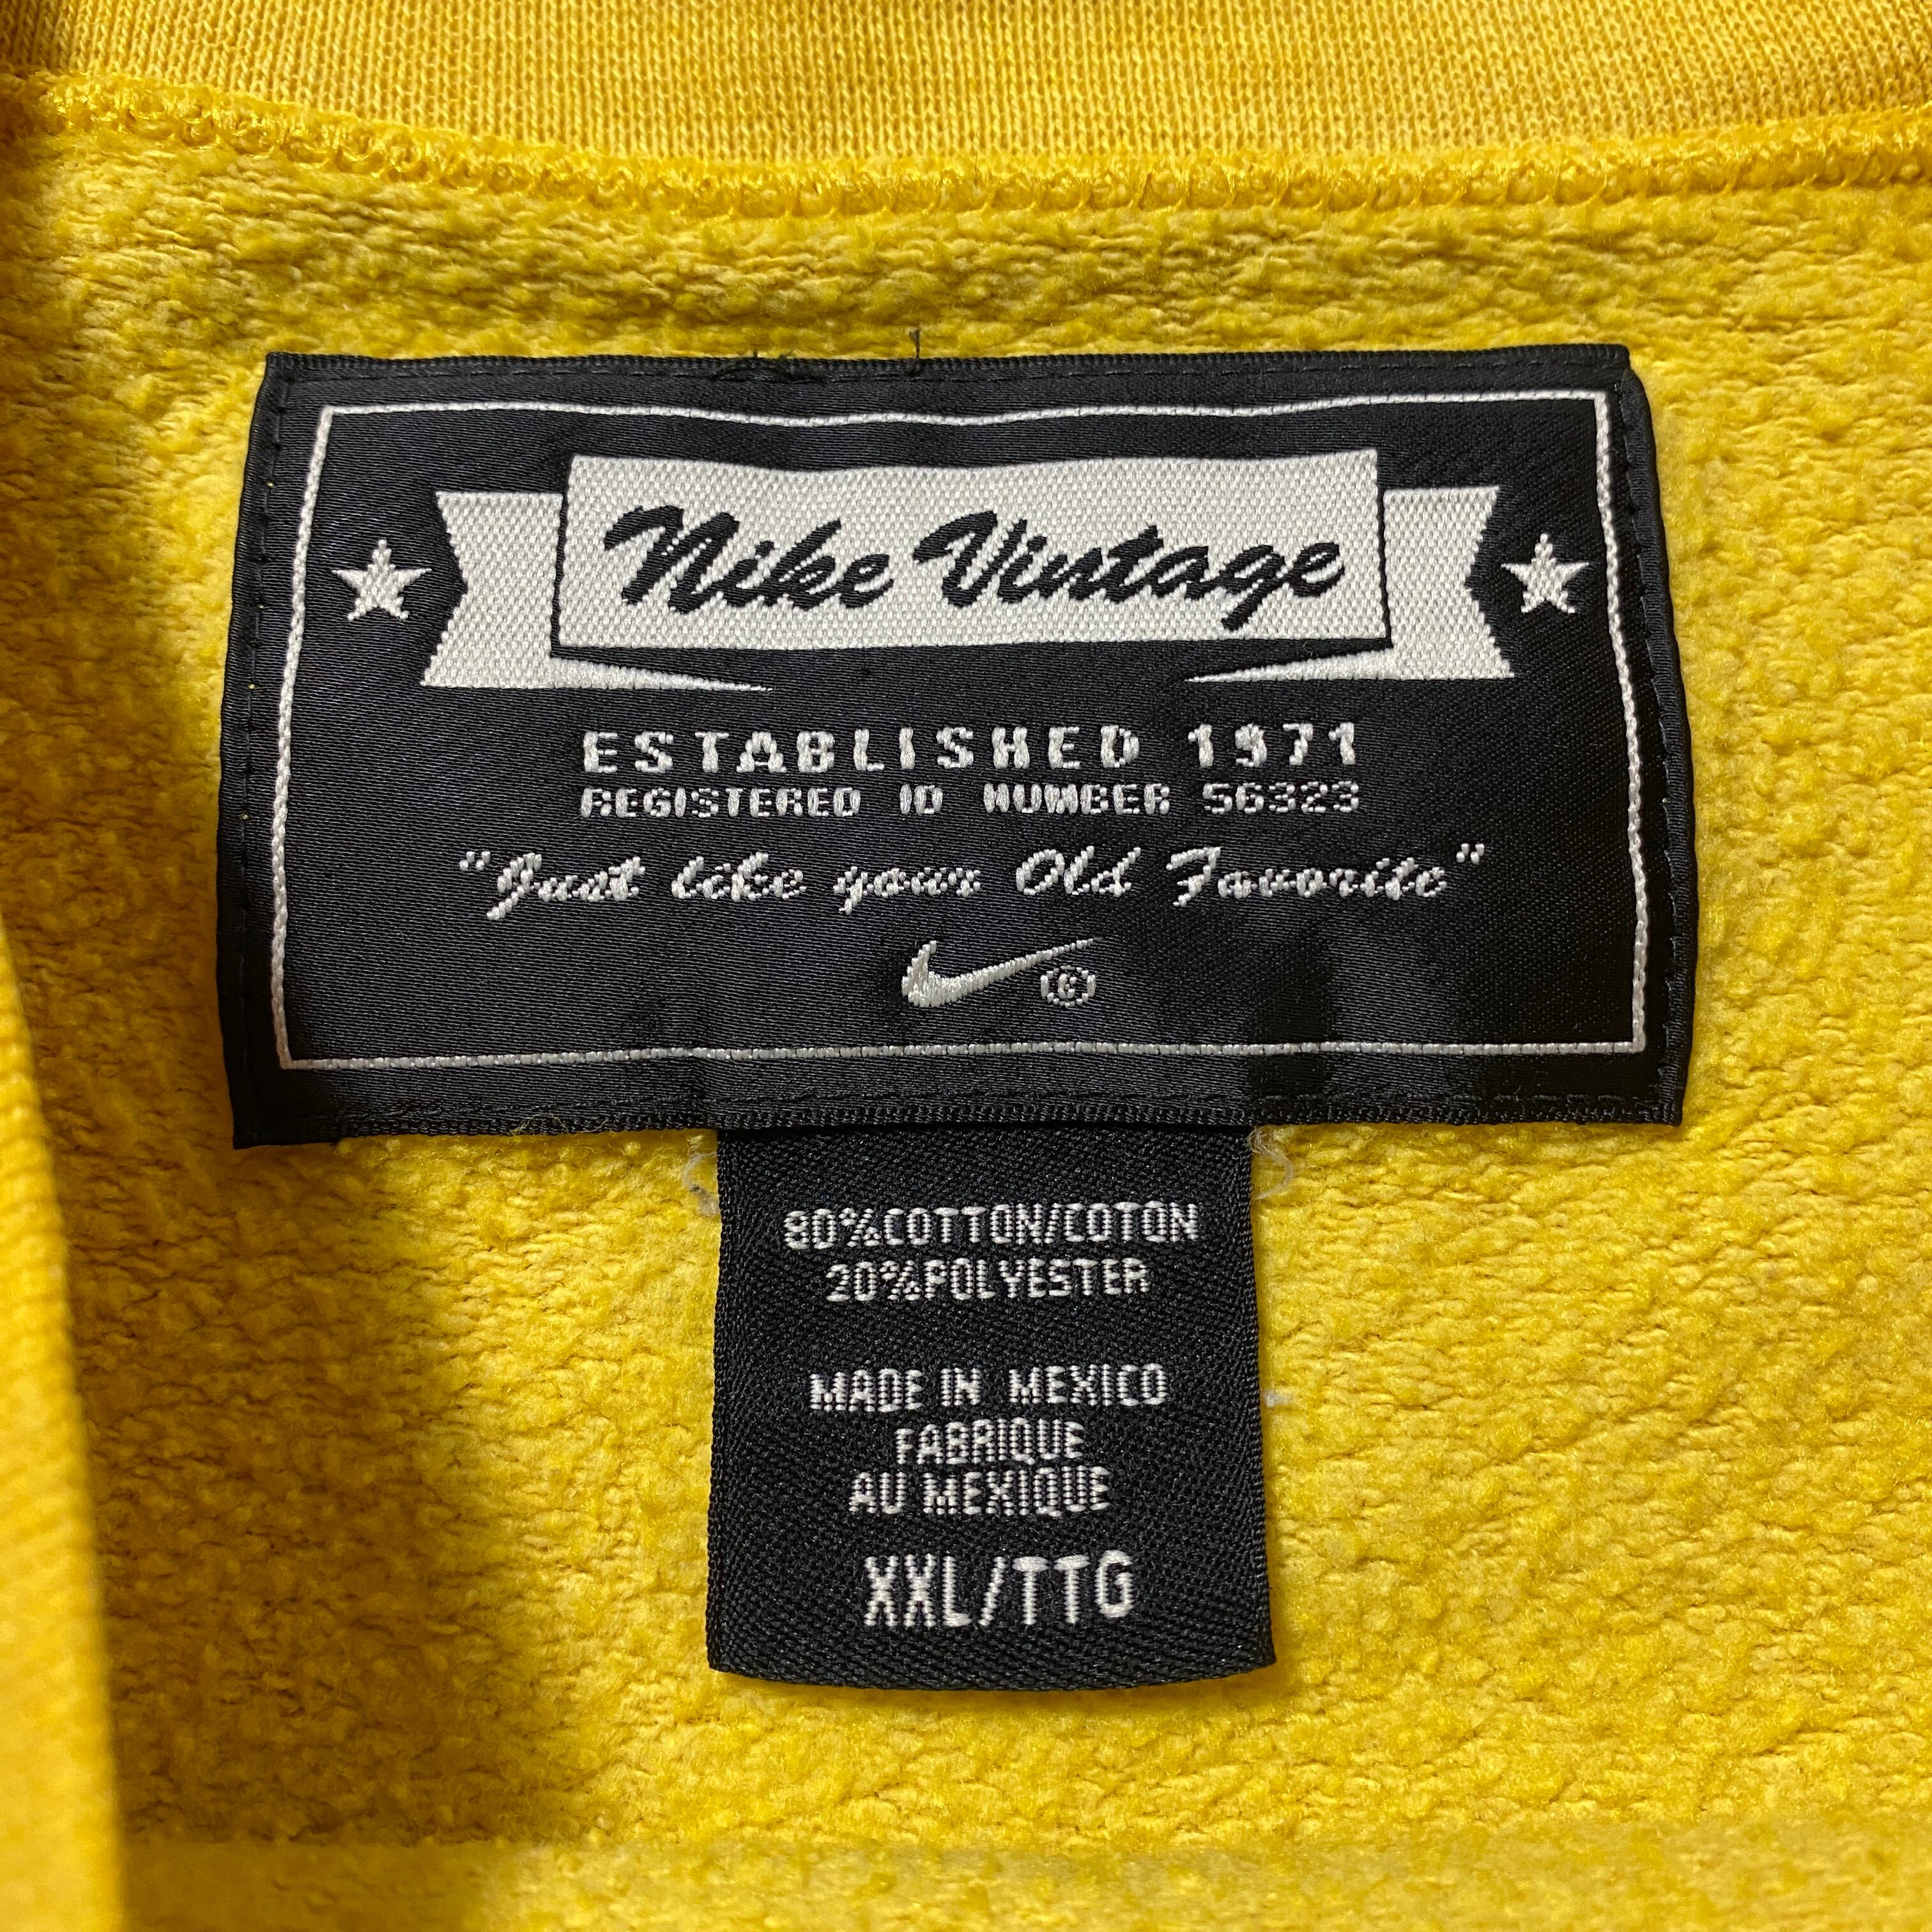 Nike Vintage
ESTABLISHED 1971
REGISTERED ID NUMBER 56323
"Just like your Old Favorite"
®
80%COTTON/COTON
20%POLYESTER
MADE IN MEXICO
FABRIQUE
AU MEXIQUE
XXL/TTG